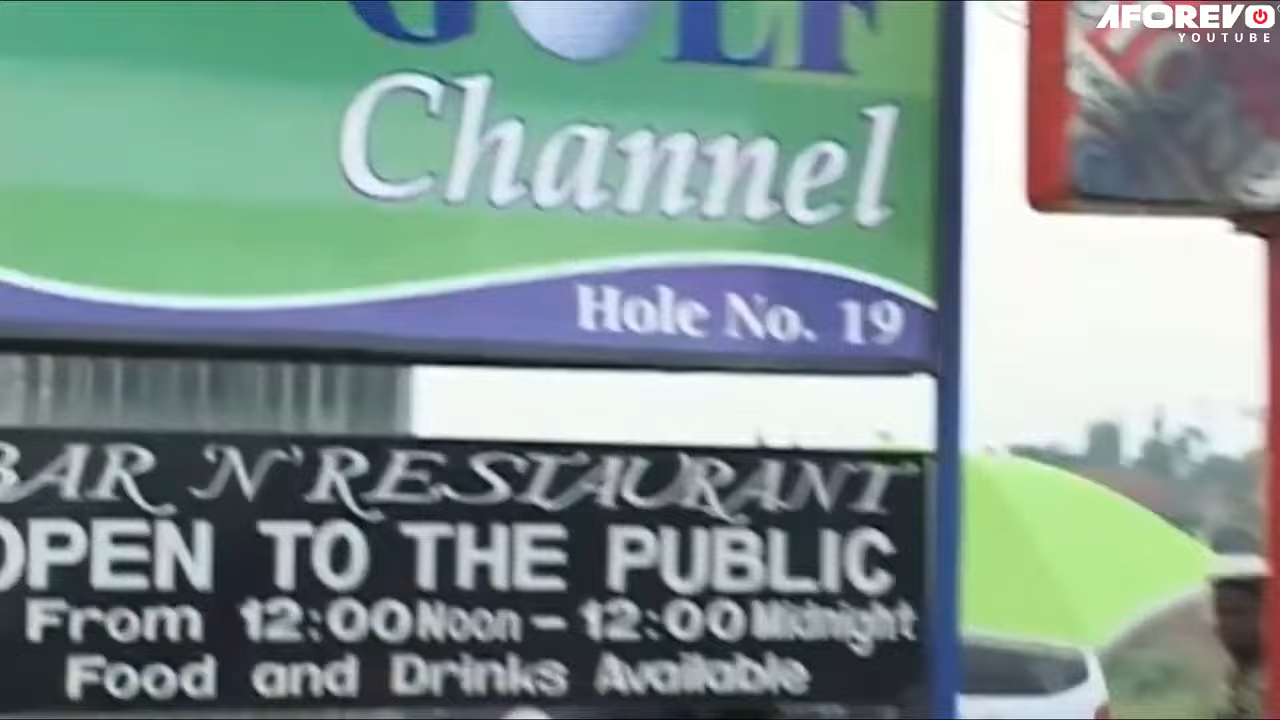 AFOREVO
YOUTUBE
GOLF
Channel
Hole No. 19
BAR 'N' RESTAURANT
OPEN TO THE PUBLIC
From 12:00 Noon - 12:00 Midnight
Food and Drinks Available